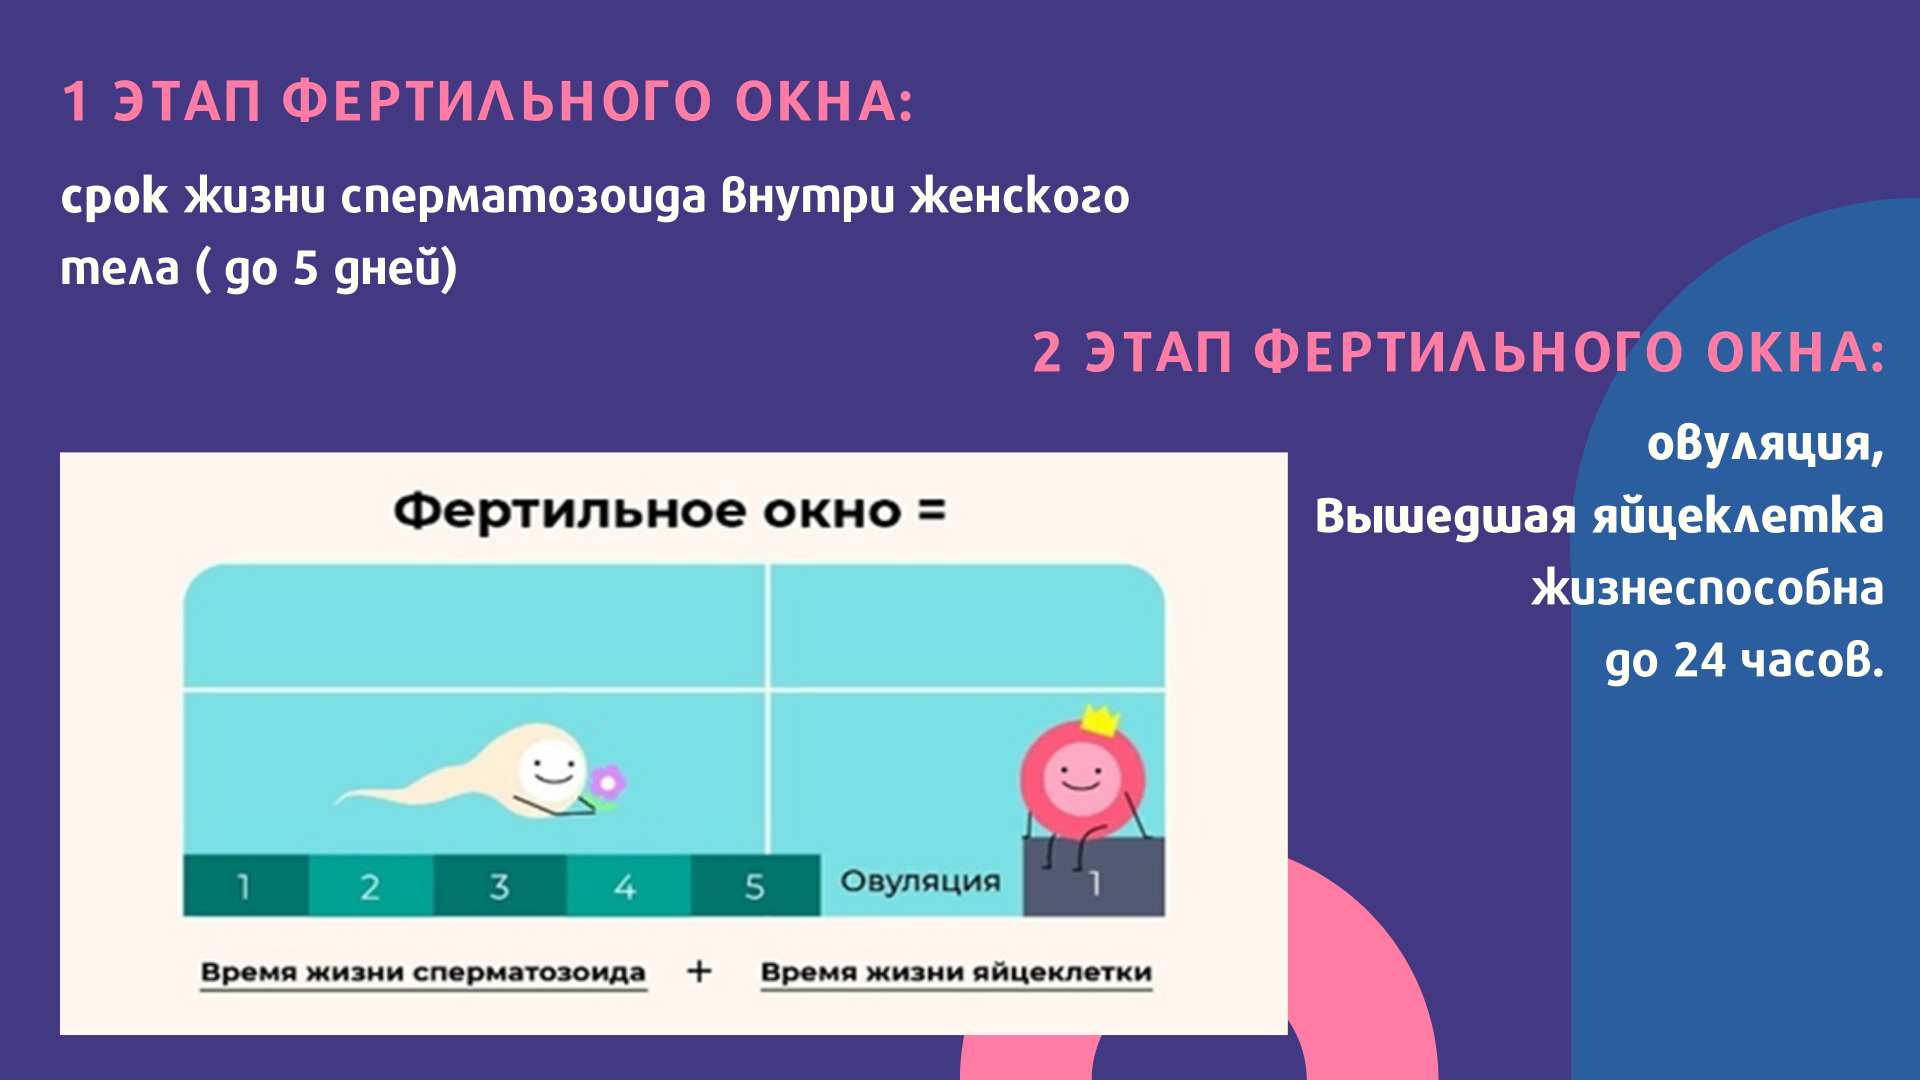 1 ЭТАП ФЕРТИЛЬНОГО ОКНА:
срок жизни сперматозоида внутри женского
тела ( до 5 дней)
2 ЭТАП ФЕРТИЛЬНОГО ОКНА:
овуляция,
Вышедшая яйцеклетка
жизнеспособна
до 24 часов.
Фертильное окно =
1 2 3 4 5 Овуляция 1
Время жизни сперматозоида + Время жизни яйцеклетки